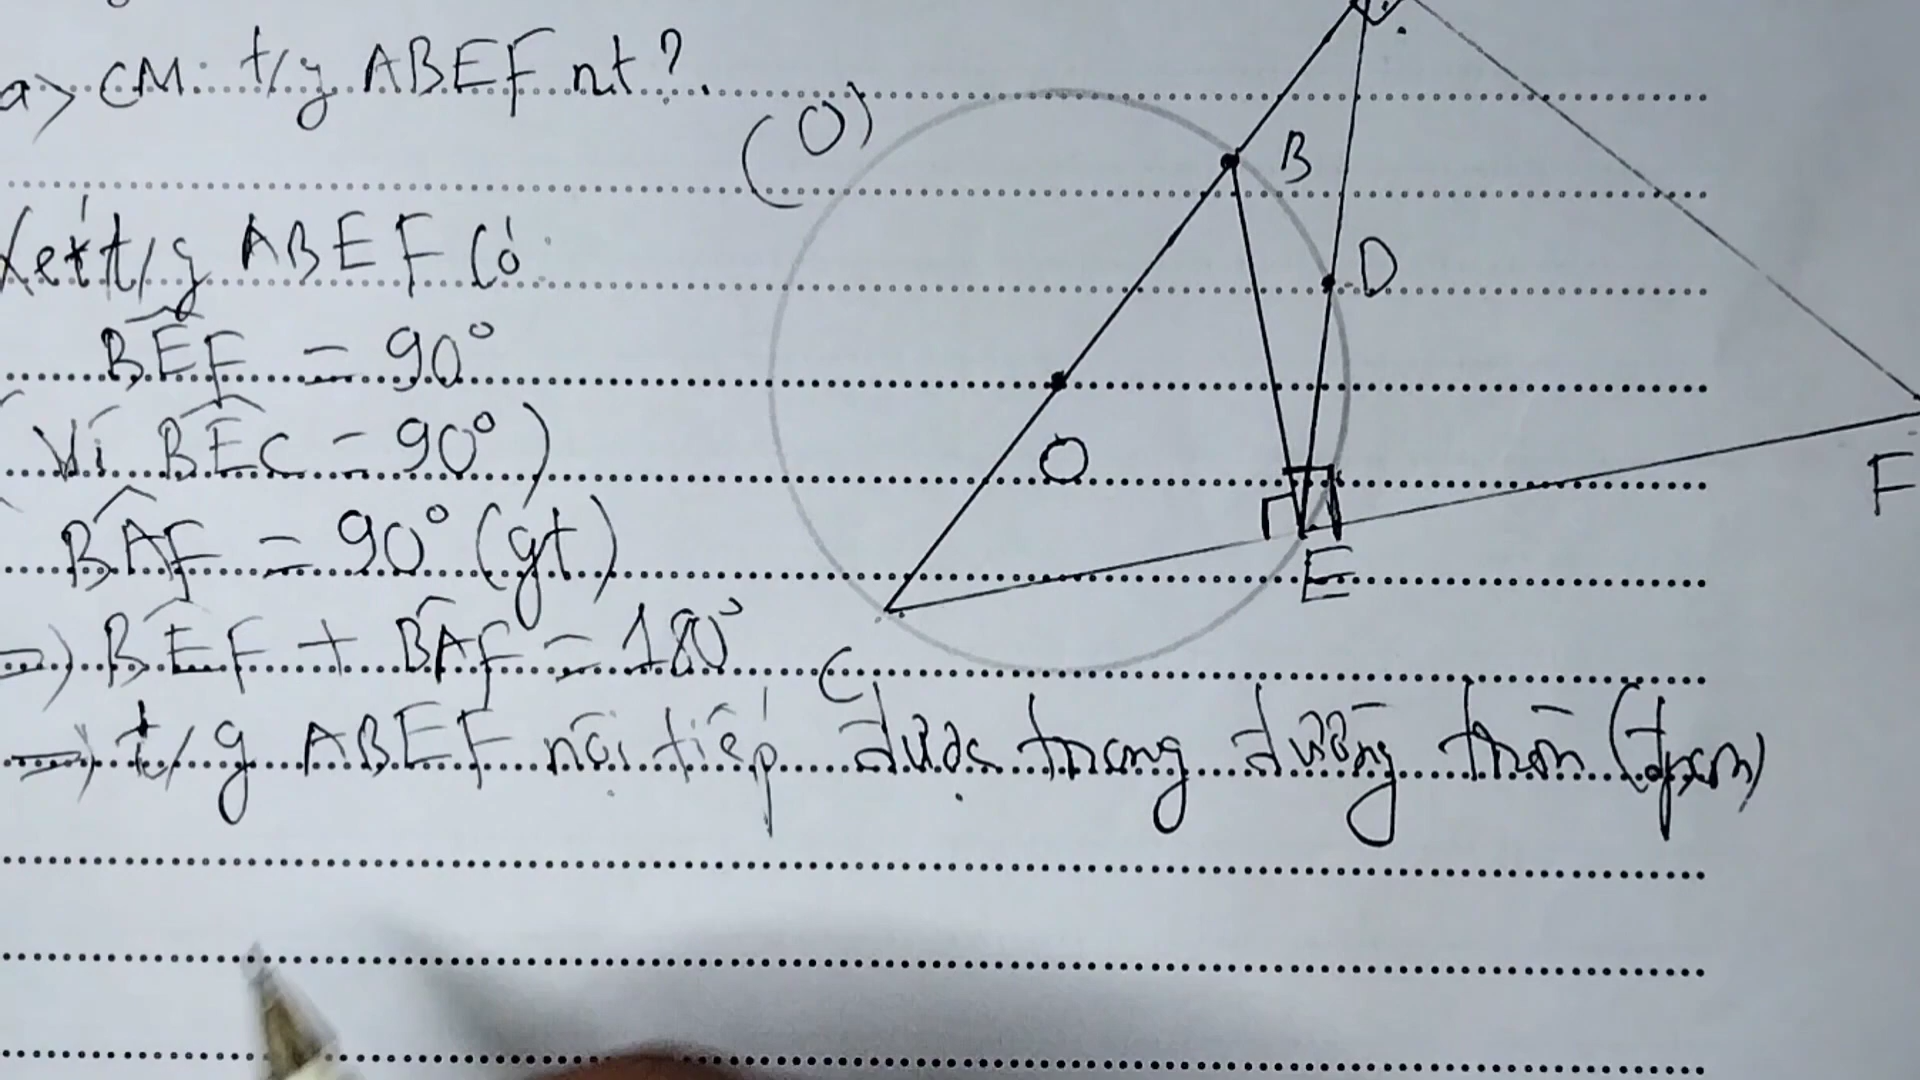 a> CM: t/g ABEF nt?
(O)
B
Xét t/g ABEF có:
D
BEF = 90°
(Vì BEC = 90°)
O
F
BAF = 90° (gt)
E
=> BEF + BAF = 180°
C
=> t/g ABEF nội tiếp được trong đường tròn (đpcm)